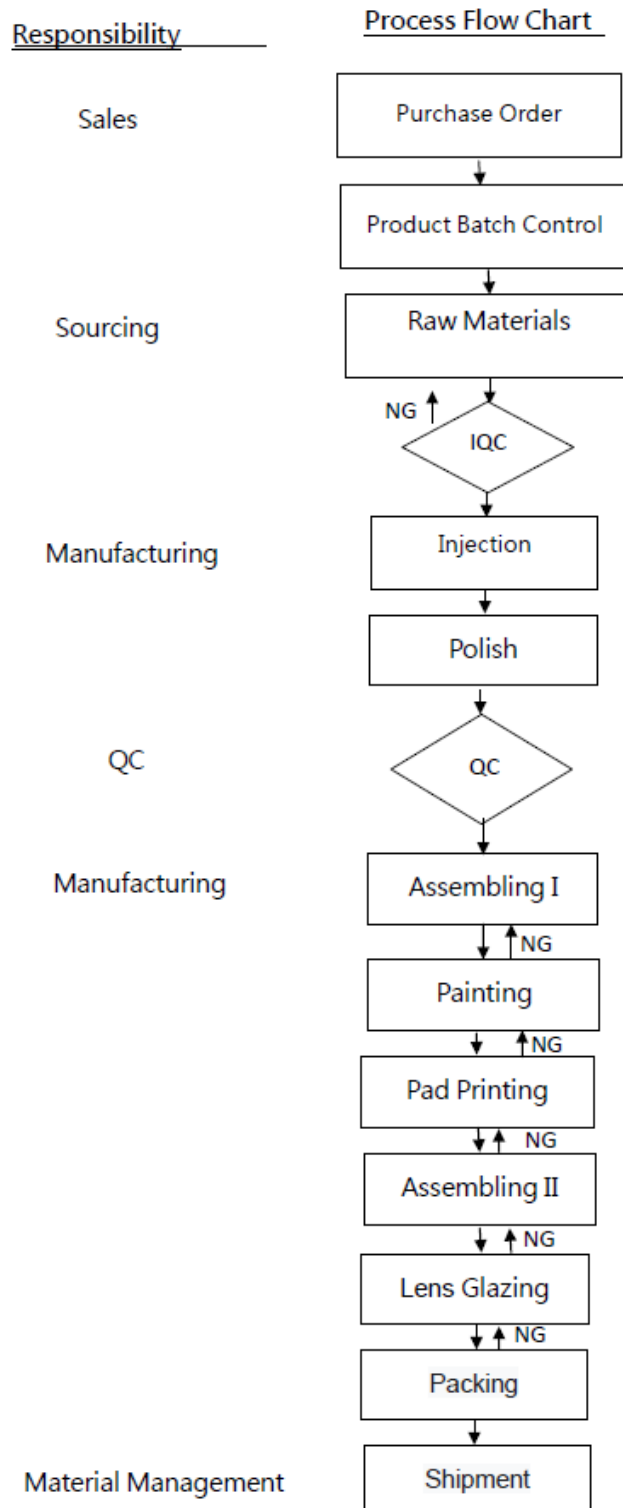 Responsibility
Process Flow Chart
Sales
Purchase Order
Product Batch Control
Sourcing
Raw Materials
NG
IQC
Manufacturing
Injection
Polish
QC
QC
Manufacturing
Assembling I
NG
Painting
NG
Pad Printing
NG
Assembling II
NG
Lens Glazing
NG
Packing
Material Management
Shipment